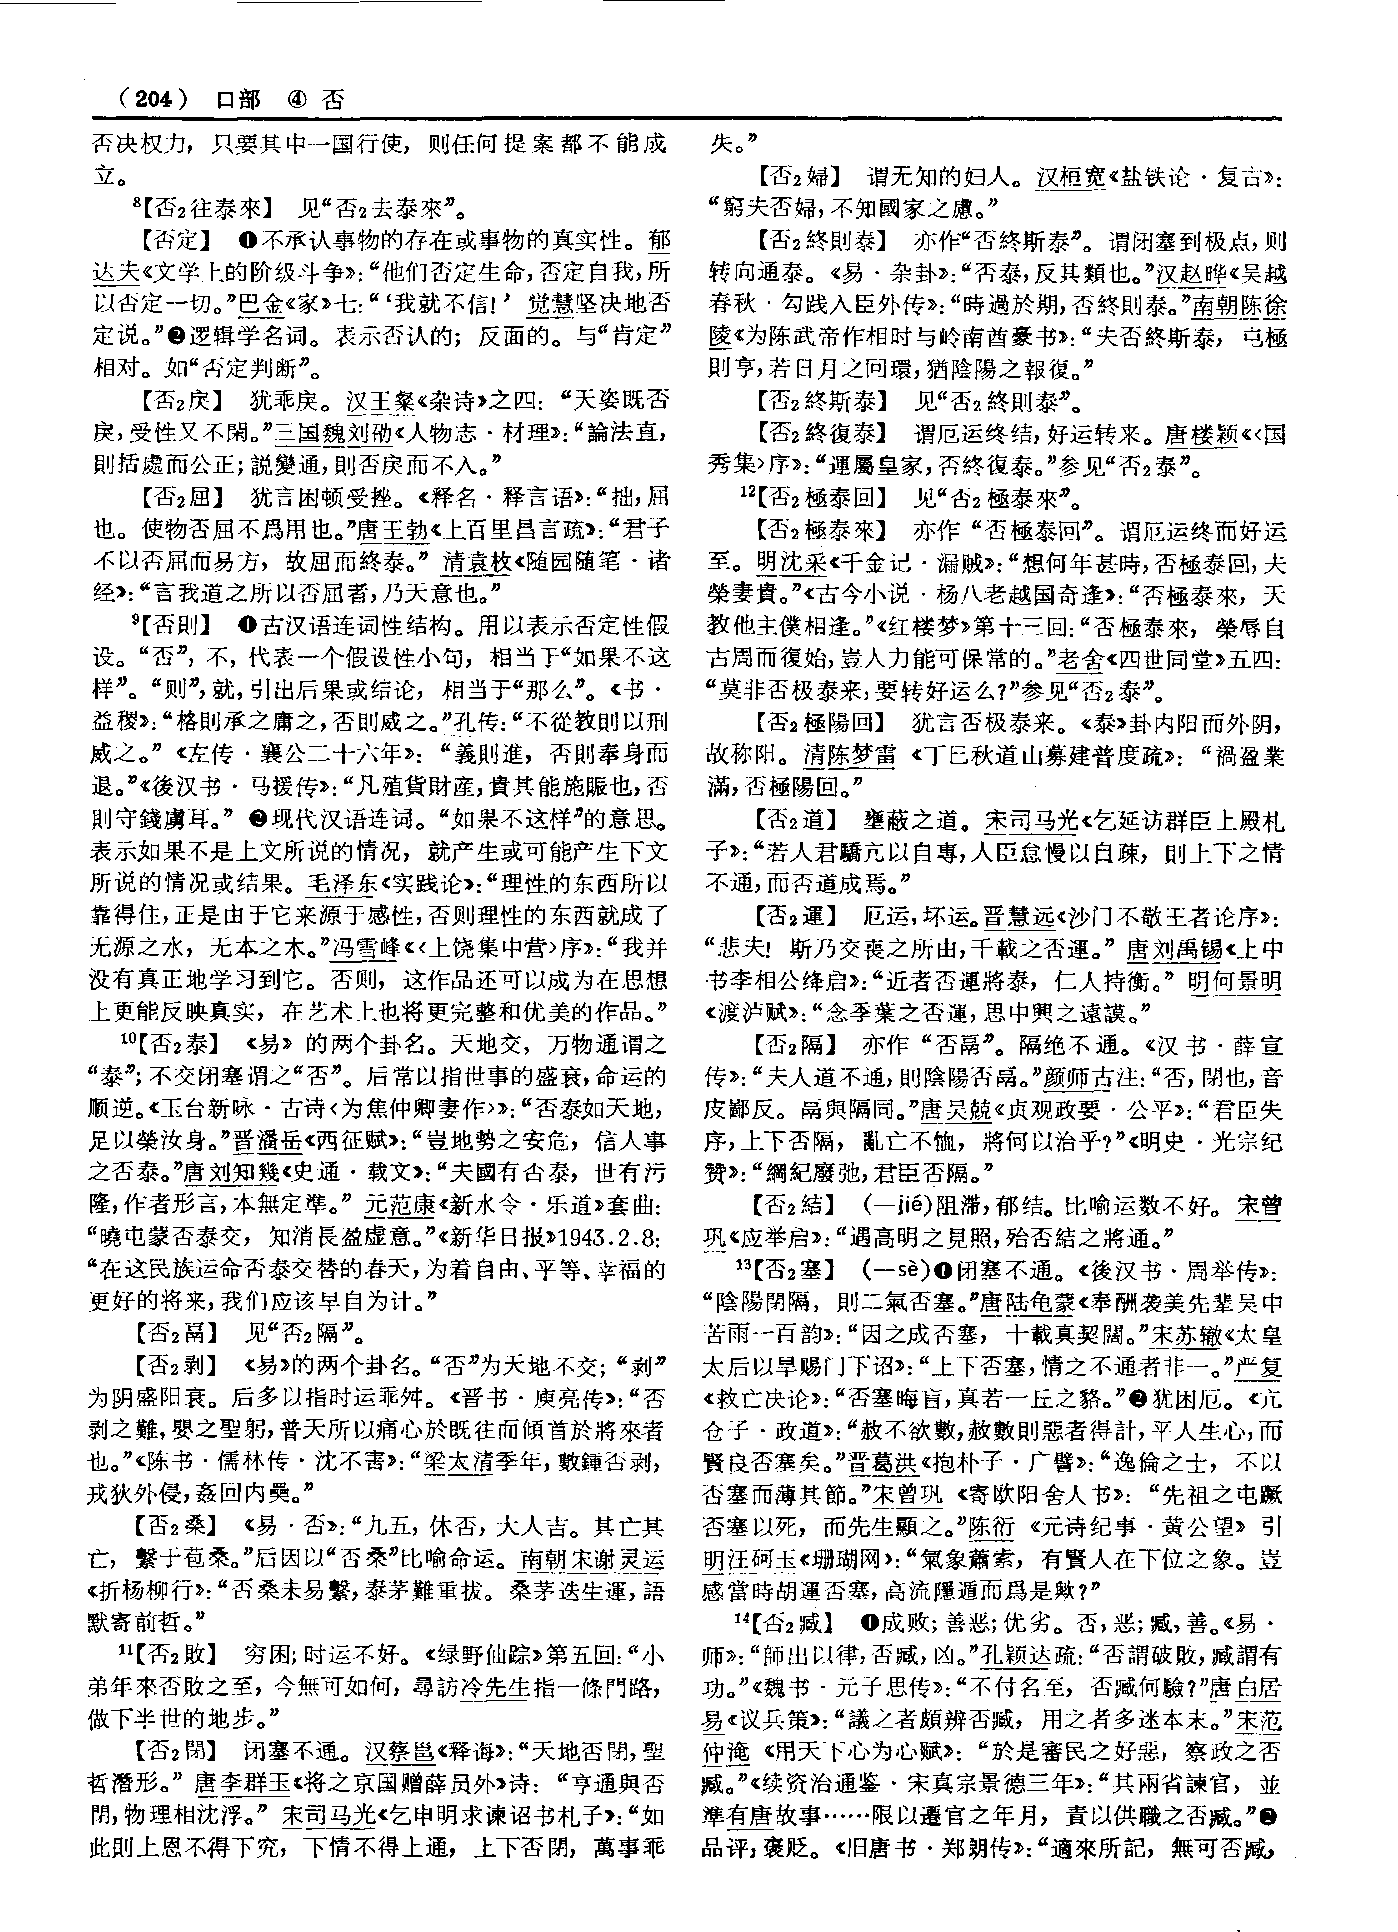 （204） 口部 ④ 否
否决权力，只要其中一国行使，则任何提案都不能成
立。
⁸【否₂往泰來】 见“否₂去泰來”。
【否定】 ❶不承认事物的存在或事物的真实性。郁
达夫《文学上的阶级斗争》：“他们否定生命，否定自我，所
以否定一切。”巴金《家》七：“‘我就不信！’觉慧坚决地否
定说。”❷逻辑学名词。表示否认的；反面的。与“肯定”
相对。如“否定判断”。
【否₂戾】 犹乖戾。汉王粲《杂诗》之四：“天姿既否
戾，受性又不閑。”三国魏刘劭《人物志·材理》：“論法直，
則括處而公正；説變通，則否戾而不入。”
【否₂屈】 犹言困顿受挫。《释名·释言语》：“拙，屈
也。使物否屈不爲用也。”唐王勃《上百里昌言疏》：“君子
不以否屈而易方，故屈而終泰。”清袁枚《随园随笔·诸
经》：“言我道之所以否屈者，乃天意也。”
⁹【否則】 ❶古汉语连词性结构。用以表示否定性假
设。“否”，不，代表一个假设性小句，相当于“如果不这
样”。“则”，就，引出后果或结论，相当于“那么”。《书·
益稷》：“格則承之庸之，否則威之。”孔传：“不從教則以刑
威之。”《左传·襄公二十六年》：“義則進，否則奉身而
退。”《後汉书·马援传》：“凡殖貨財産，貴其能施賑也，否
則守錢虜耳。”❷现代汉语连词。“如果不这样”的意思。
表示如果不是上文所说的情况，就产生或可能产生下文
所说的情况或结果。毛泽东《实践论》：“理性的东西所以
靠得住，正是由于它来源于感性，否则理性的东西就成了
无源之水，无本之木。”冯雪峰《〈上饶集中营〉序》：“我并
没有真正地学习到它。否则，这作品还可以成为在思想
上更能反映真实，在艺术上也将更完整和优美的作品。”
¹⁰【否₂泰】 《易》的两个卦名。天地交，万物通谓之
“泰”；不交闭塞谓之“否”。后常以指世事的盛衰，命运的
顺逆。《玉台新咏·古诗〈为焦仲卿妻作〉》：“否泰如天地，
足以榮汝身。”晋潘岳《西征赋》：“豈地勢之安危，信人事
之否泰。”唐刘知幾《史通·载文》：“夫國有否泰，世有污
隆，作者形言，本無定準。”元范康《新水令·乐道》套曲：
“曉屯蒙否泰交，知消長盈虚意。”《新华日报》1943.2.8：
“在这民族运命否泰交替的春天，为着自由、平等、幸福的
更好的将来，我们应该早自为计。”
【否₂鬲】 见“否₂隔”。
【否₂剥】 《易》的两个卦名。“否”为天地不交；“剥”
为阴盛阳衰。后多以指时运乖舛。《晋书·庾亮传》：“否
剥之難，嬰之聖躬，普天所以痛心於既往而傾首於將來者
也。”《陈书·儒林传·沈不害》：“梁太清季年，數鍾否剥，
戎狄外侵，姦回内奰。”
【否₂桑】 《易·否》：“九五，休否，大人吉。其亡其
亡，繫于苞桑。”后因以“否桑”比喻命运。南朝宋谢灵运
《折杨柳行》：“否桑未易繫，泰茅難重拔。桑茅迭生運，語
默寄前哲。”
¹¹【否₂敗】 穷困；时运不好。《绿野仙踪》第五回：“小
弟年來否敗之至，今無可如何，尋訪冷先生指一條門路，
做下半世的地步。”
【否₂閉】 闭塞不通。汉蔡邕《释诲》：“天地否閉，聖
哲潛形。”唐李群玉《将之京国赠薛员外》诗：“亨通與否
閉，物理相沈浮。”宋司马光《乞申明求谏诏书札子》：“如
此則上恩不得下究，下情不得上通，上下否閉，萬事乖
失。”
【否₂婦】 谓无知的妇人。汉桓宽《盐铁论·复古》：
“窮夫否婦，不知國家之慮。”
【否₂終則泰】 亦作“否終斯泰”。谓闭塞到极点，则
转向通泰。《易·杂卦》：“否泰，反其類也。”汉赵晔《吴越
春秋·勾践入臣外传》：“時過於期，否終則泰。”南朝陈徐
陵《为陈武帝作相时与岭南酋豪书》：“夫否終斯泰，屯極
則亨，若日月之回環，猶陰陽之報復。”
【否₂終斯泰】 见“否₂終則泰”。
【否₂終復泰】 谓厄运终结，好运转来。唐楼颖《〈国
秀集〉序》：“運屬皇家，否終復泰。”参见“否₂泰”。
¹²【否₂極泰回】 见“否₂極泰來”。
【否₂極泰來】 亦作“否極泰回”。谓厄运终而好运
至。明沈采《千金记·漏贼》：“想何年甚時，否極泰回，夫
榮妻貴。”《古今小说·杨八老越国奇逢》：“否極泰來，天
教他主僕相逢。”《红楼梦》第十三回：“否極泰來，榮辱自
古周而復始，豈人力能可保常的。”老舍《四世同堂》五四：
“莫非否极泰来，要转好运么？”参见“否₂泰”。
【否₂極陽回】 犹言否极泰来。《泰》卦内阳而外阴，
故称阳。清陈梦雷《丁巳秋道山募建普度疏》：“禍盈業
滿，否極陽回。”
【否₂道】 壅蔽之道。宋司马光《乞延访群臣上殿札
子》：“若人君驕亢以自專，人臣怠慢以自疎，則上下之情
不通，而否道成焉。”
【否₂運】 厄运，坏运。晋慧远《沙门不敬王者论序》：
“悲夫！斯乃交喪之所由，千載之否運。”唐刘禹锡《上中
书李相公绛启》：“近者否運將泰，仁人持衡。”明何景明
《渡泸赋》：“念季葉之否運，思中興之遠謨。”
【否₂隔】 亦作“否鬲”。隔绝不通。《汉书·薛宣
传》：“夫人道不通，則陰陽否鬲。”颜师古注：“否，閉也，音
皮鄙反。鬲與隔同。”唐吴兢《贞观政要·公平》：“君臣失
序，上下否隔，亂亡不恤，將何以治乎？”《明史·光宗纪
赞》：“綱紀廢弛，君臣否隔。”
【否₂結】 （—jié）阻滞，郁结。比喻运数不好。宋曾
巩《应举启》：“遇高明之見照，殆否結之將通。”
¹³【否₂塞】 （—sè）❶闭塞不通。《後汉书·周举传》：
“陰陽閉隔，則二氣否塞。”唐陆龟蒙《奉酬袭美先辈吴中
苦雨一百韵》：“因之成否塞，十載真契闊。”宋苏辙《太皇
太后以旱赐门下诏》：“上下否塞，情之不通者非一。”严复
《救亡决论》：“否塞晦盲，真若一丘之貉。”❷犹困厄。《亢
仓子·政道》：“赦不欲數，赦數則惡者得計，平人生心，而
賢良否塞矣。”晋葛洪《抱朴子·广譬》：“逸倫之士，不以
否塞而薄其節。”宋曾巩《寄欧阳舍人书》：“先祖之屯蹶
否塞以死，而先生顯之。”陈衍《元诗纪事·黄公望》引
明汪砢玉《珊瑚网》：“氣象蕭索，有賢人在下位之象。豈
感當時胡運否塞，高流隱遁而爲是歟？”
¹⁴【否₂臧】 ❶成败；善恶；优劣。否，恶；臧，善。《易·
师》：“師出以律，否臧，凶。”孔颖达疏：“否謂破敗，臧謂有
功。”《魏书·元子思传》：“不付名至，否臧何驗？”唐白居
易《议兵策》：“議之者頗辨否臧，用之者多迷本末。”宋范
仲淹《用天下心为心赋》：“於是審民之好惡，察政之否
臧。”《续资治通鉴·宋真宗景德三年》：“其兩省諫官，並
準有唐故事……限以遷官之年月，責以供職之否臧。”❷
品评；褒贬。《旧唐书·郑朗传》：“適來所記，無可否臧，